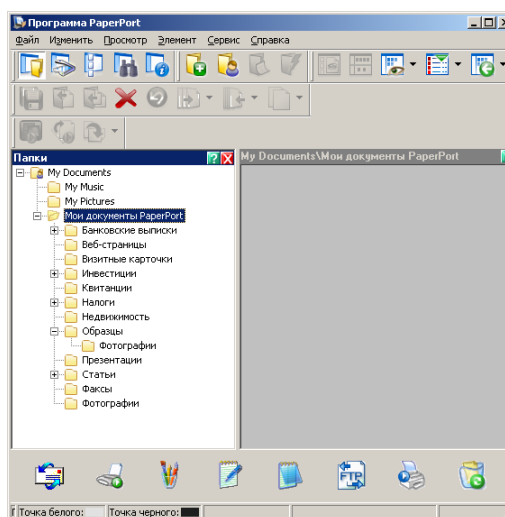 Программа PaperPort
Файл Изменить Просмотр Элемент Сервис Справка
Папки
My Documents\Мои документы PaperPort
My Documents
My Music
My Pictures
Мои документы PaperPort
Банковские выписки
Веб-страницы
Визитные карточки
Инвестиции
Квитанции
Налоги
Недвижимость
Образцы
Фотографии
Презентации
Статьи
Факсы
Фотографии
FTP
Точка белого: Точка черного: